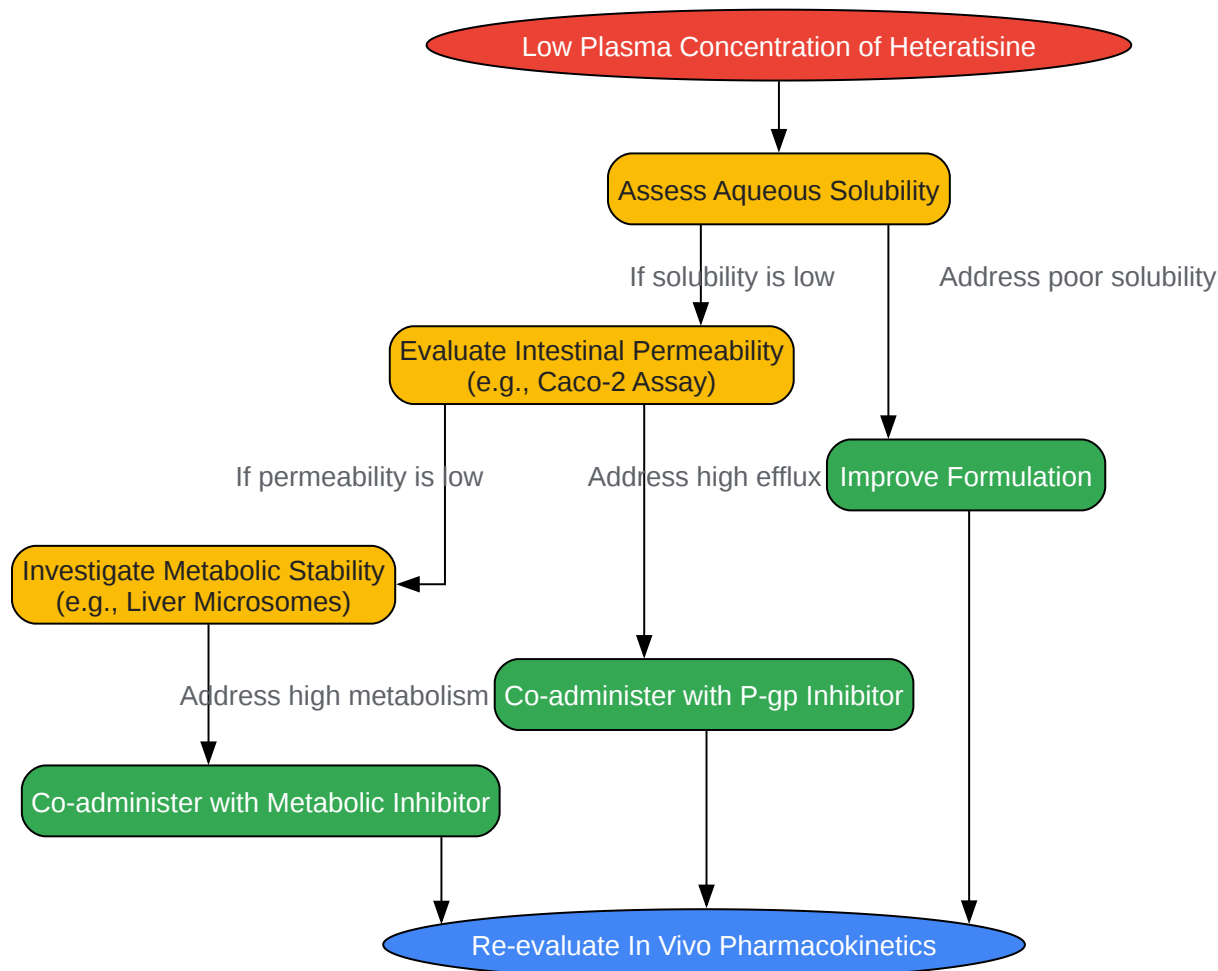 Low Plasma Concentration of Heteratisine
Assess Aqueous Solubility
If solubility is low
Address poor solubility
Evaluate Intestinal Permeability
(e.g., Caco-2 Assay)
If permeability is low
Address high efflux
Improve Formulation
Investigate Metabolic Stability
(e.g., Liver Microsomes)
Address high metabolism
Co-administer with P-gp Inhibitor
Co-administer with Metabolic Inhibitor
Re-evaluate In Vivo Pharmacokinetics